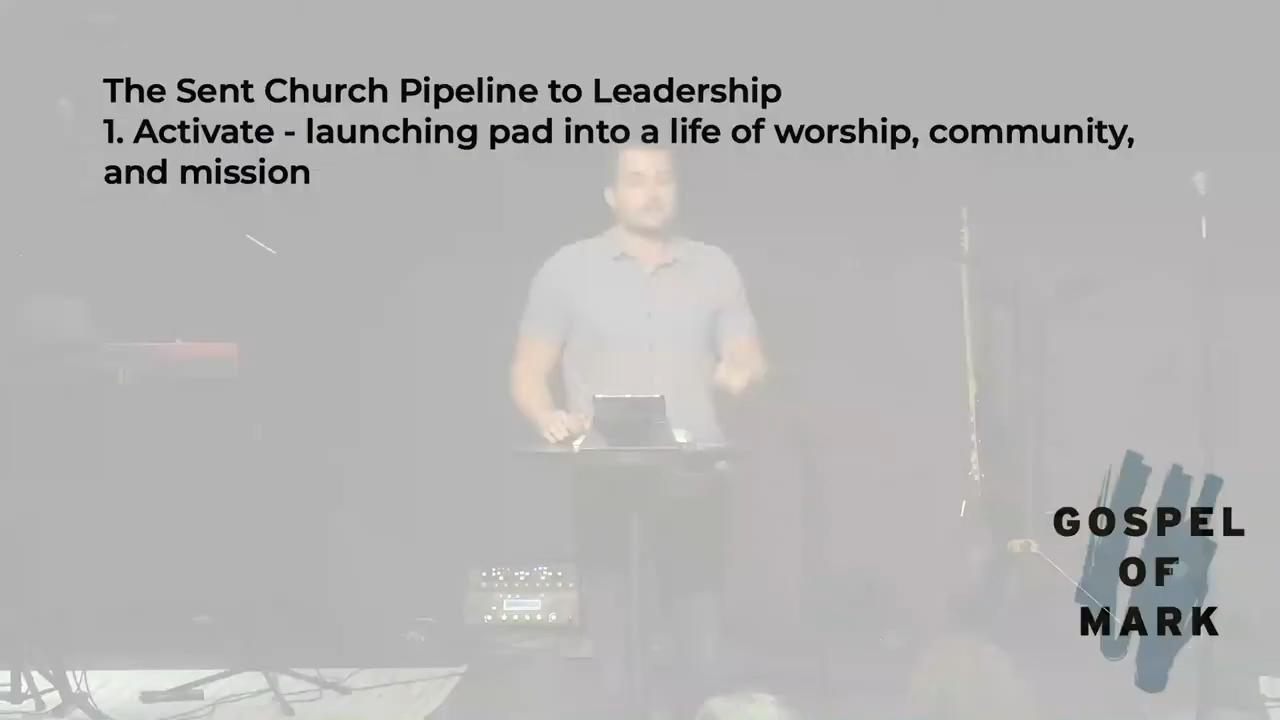 The Sent Church Pipeline to Leadership
1. Activate - launching pad into a life of worship, community,
and mission
GOSPEL
OF
MARK